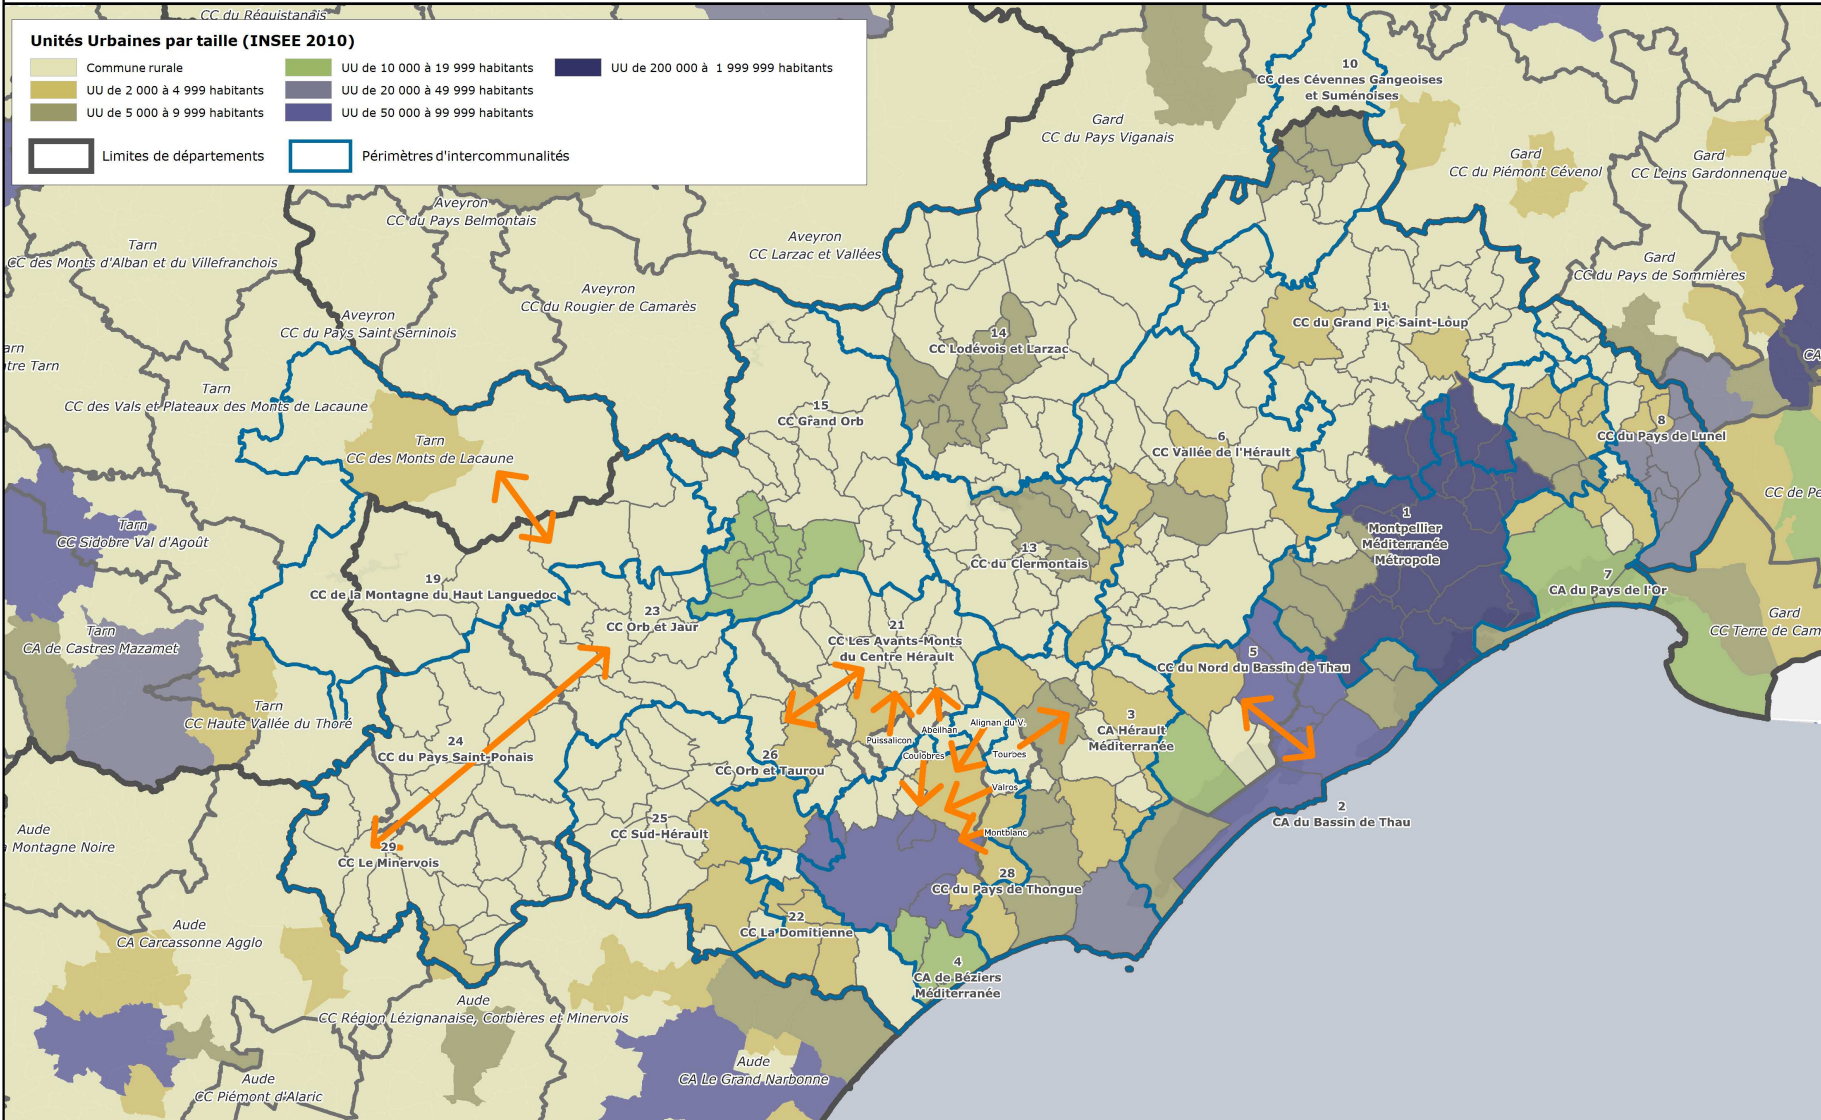 CC du Réquistanais
Unités Urbaines par taille (INSEE 2010)
Commune rurale
UU de 2 000 à 4 999 habitants
UU de 5 000 à 9 999 habitants
UU de 10 000 à 19 999 habitants
UU de 20 000 à 49 999 habitants
UU de 50 000 à 99 999 habitants
UU de 200 000 à 1 999 999 habitants
Limites de départements
Périmètres d'intercommunalités
10
CC des Cévennes Gangeoises
et Suménoises
Gard
CC du Pays Viganais
Gard
CC du Piémont Cévenol
Gard
CC Leins Gardonnenque
Aveyron
CC du Pays Belmontais
Tarn
CC des Monts d'Alban et du Villefranchois
Aveyron
CC Larzac et Vallées
Gard
CC du Pays de Sommières
Aveyron
CC du Rougier de Camarès
Aveyron
CC du Pays Saint Serninois
11
CC du Grand Pic Saint-Loup
14
CC Lodévois et Larzac
arn
tre Tarn
CA
Tarn
CC des Vals et Plateaux des Monts de Lacaune
15
CC Grand Orb
8
CC du Pays de Lunel
Tarn
CC des Monts de Lacaune
6
CC Vallée de l'Hérault
CC de Pe
1
Montpellier
Méditerranée
Métropole
Tarn
CC Sidobre Val d'Agoût
13
CC du Clermontais
19
CC de la Montagne du Haut Languedoc
7
CA du Pays de l'Or
23
CC Orb et Jaur
21
CC Les Avants-Monts
du Centre Hérault
Gard
CC Terre de Cam
Tarn
CA de Castres Mazamet
5
CC du Nord du Bassin de Thau
Tarn
CC Haute Vallée du Thoré
3
CA Hérault
Méditerranée
Alignan du V.
Abeilhan
Puissalicon
Coulobres
Tourbes
24
CC du Pays Saint-Ponais
26
CC Orb et Taurou
Valros
2
CA du Bassin de Thau
25
CC Sud-Hérault
Montblanc
Aude
a Montagne Noire
29
CC Le Minervois
28
CC du Pays de Thongue
22
CC La Domitienne
Aude
CA Carcassonne Agglo
4
CA de Béziers
Méditerranée
Aude
CC Région Lézignanaise, Corbières et Minervois
Aude
CA Le Grand Narbonne
Aude
CC Piémont d'Alaric